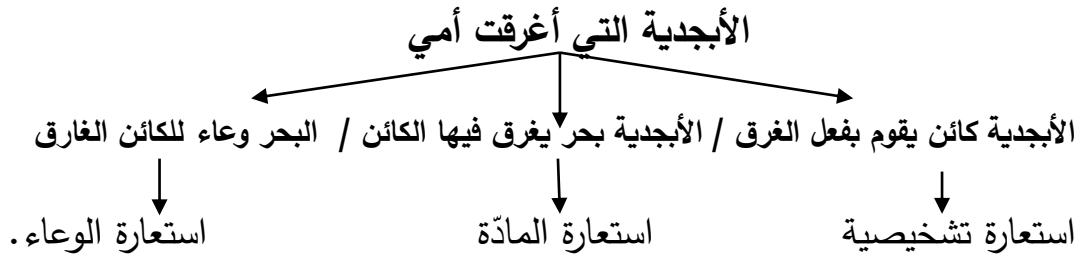 الأبجدية التي أغرقت أمي
الأبجدية كائن يقوم بفعل الغرق / الأبجدية بحر يغرق فيها الكائن / البحر وعاء للكائن الغارق
استعارة تشخيصية استعارة المادّة استعارة الوعاء.